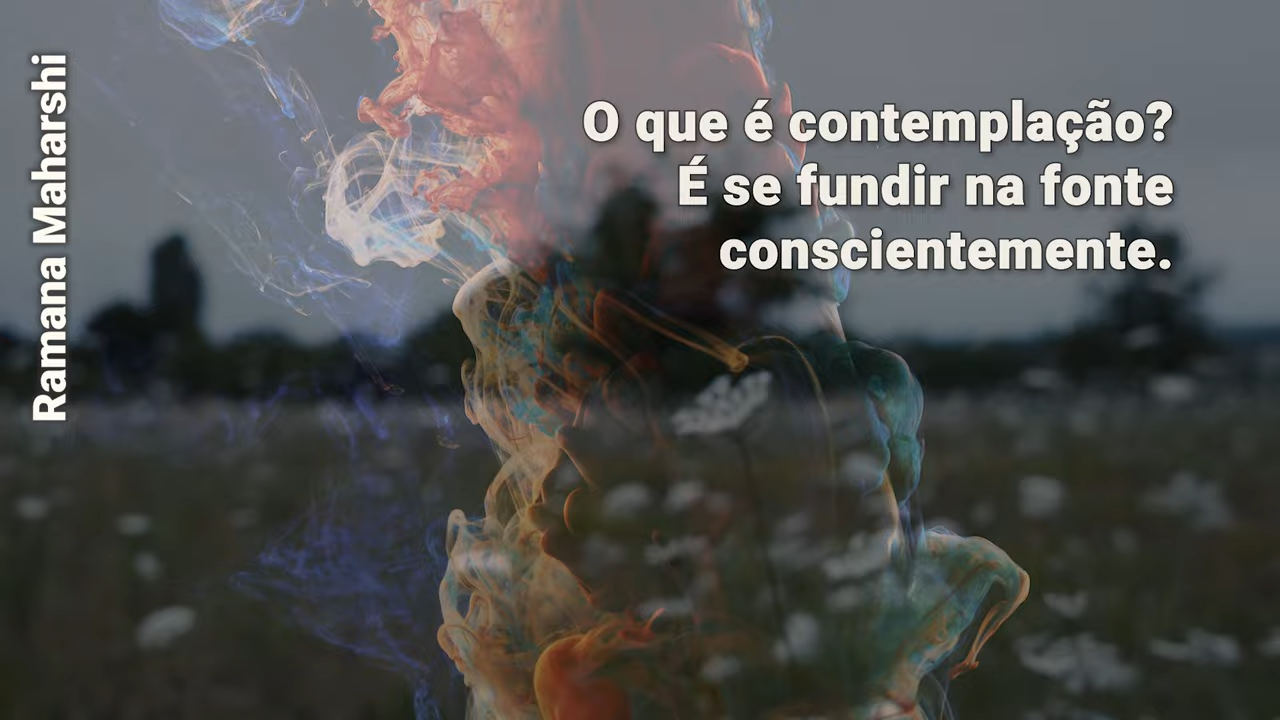 Ramana Maharshi
O que é contemplação?
É se fundir na fonte
conscientemente.